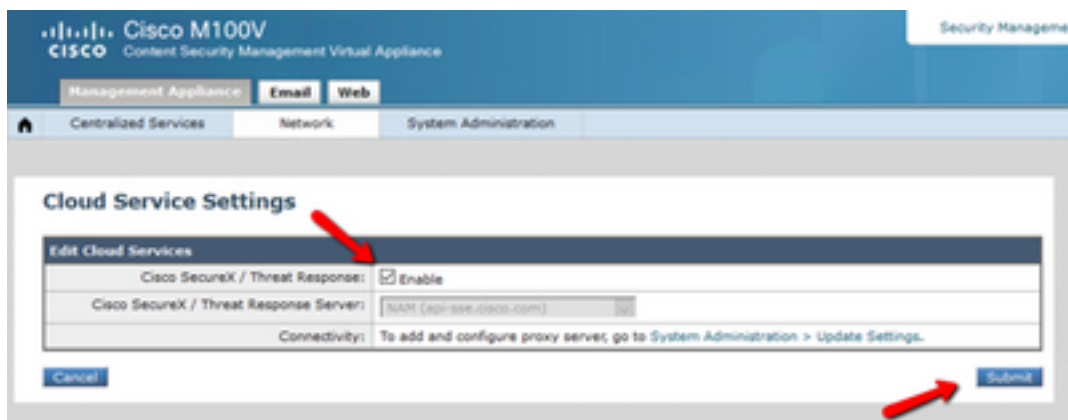 Cisco M100V
CISCO Content Security Management Virtual Appliance
Security Manageme
Management Appliance Email Web
Centralized Services Network System Administration
Cloud Service Settings
Edit Cloud Services
Cisco SecureX / Threat Response: Enable
Cisco SecureX / Threat Response Server: NAM (api-sse.cisco.com)
Connectivity: To add and configure proxy server, go to System Administration > Update Settings.
Cancel Submit